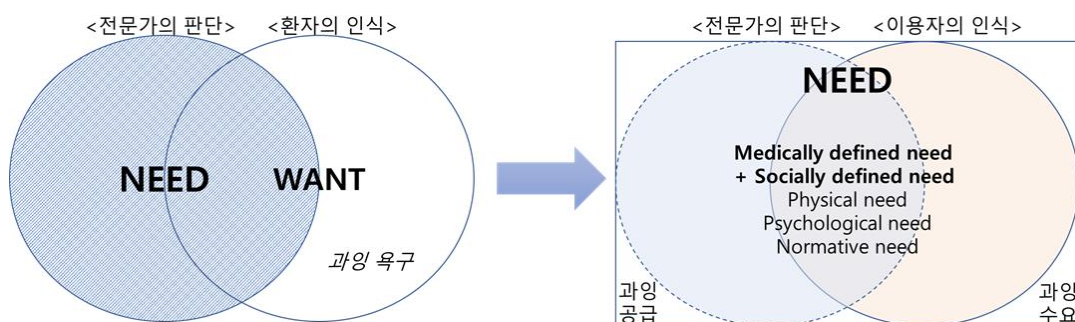 <전문가의 판단> <환자의 인식>
NEED WANT
과잉 욕구
<전문가의 판단> <이용자의 인식>
NEED
Medically defined need
+ Socially defined need
Physical need
Psychological need
Normative need
과잉
공급
과잉
수요